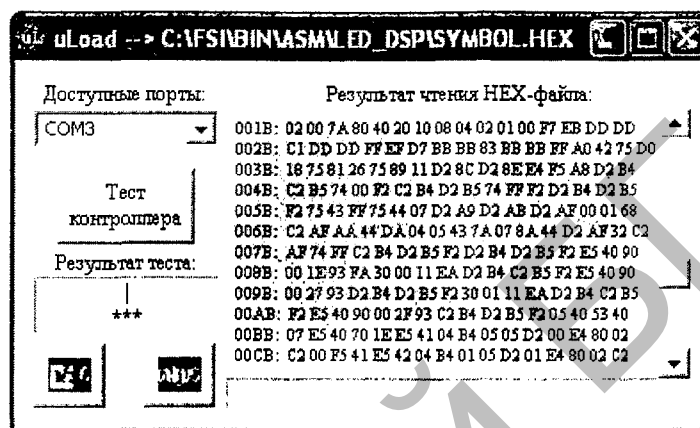 uLoad --> C:\FSI\BIN\ASM\LED_DSP\SYMBOL.HEX
Доступные порты:
COM3
Тест
контроллера
Результат теста:
|
***
Результат чтения HEX-файла:
001B: 02 00 7A 80 40 20 10 08 04 02 01 00 F7 EB DD DD
002B: C1 DD DD FF EF D7 BB BB 83 BB BB FF A0 42 75 D0
003B: 18 75 81 26 75 89 11 D2 8C D2 8E E4 F5 A8 D2 B4
004B: C2 B5 74 00 F2 C2 B4 D2 B5 74 FF F2 D2 B4 D2 B5
005B: F2 75 43 FF 75 44 07 D2 A9 D2 AB D2 AF 00 01 68
006B: C2 AF AA 44 DA 04 05 43 7A 07 8A 44 D2 AF 32 C2
007B: AF 74 FF C2 B4 D2 B5 F2 D2 B4 D2 B5 F2 E5 40 90
008B: 00 1E 93 FA 30 00 11 EA D2 B4 C2 B5 F2 E5 40 90
009B: 00 27 93 D2 B4 D2 B5 F2 30 01 11 EA D2 B4 C2 B5
00AB: F2 E5 40 90 00 2F 93 C2 B4 D2 B5 F2 05 40 53 40
00BB: 07 E5 40 70 1E E5 41 04 B4 05 05 D2 00 E4 80 02
00CB: C2 00 F5 41 E5 42 04 B4 01 05 D2 01 E4 80 02 C2